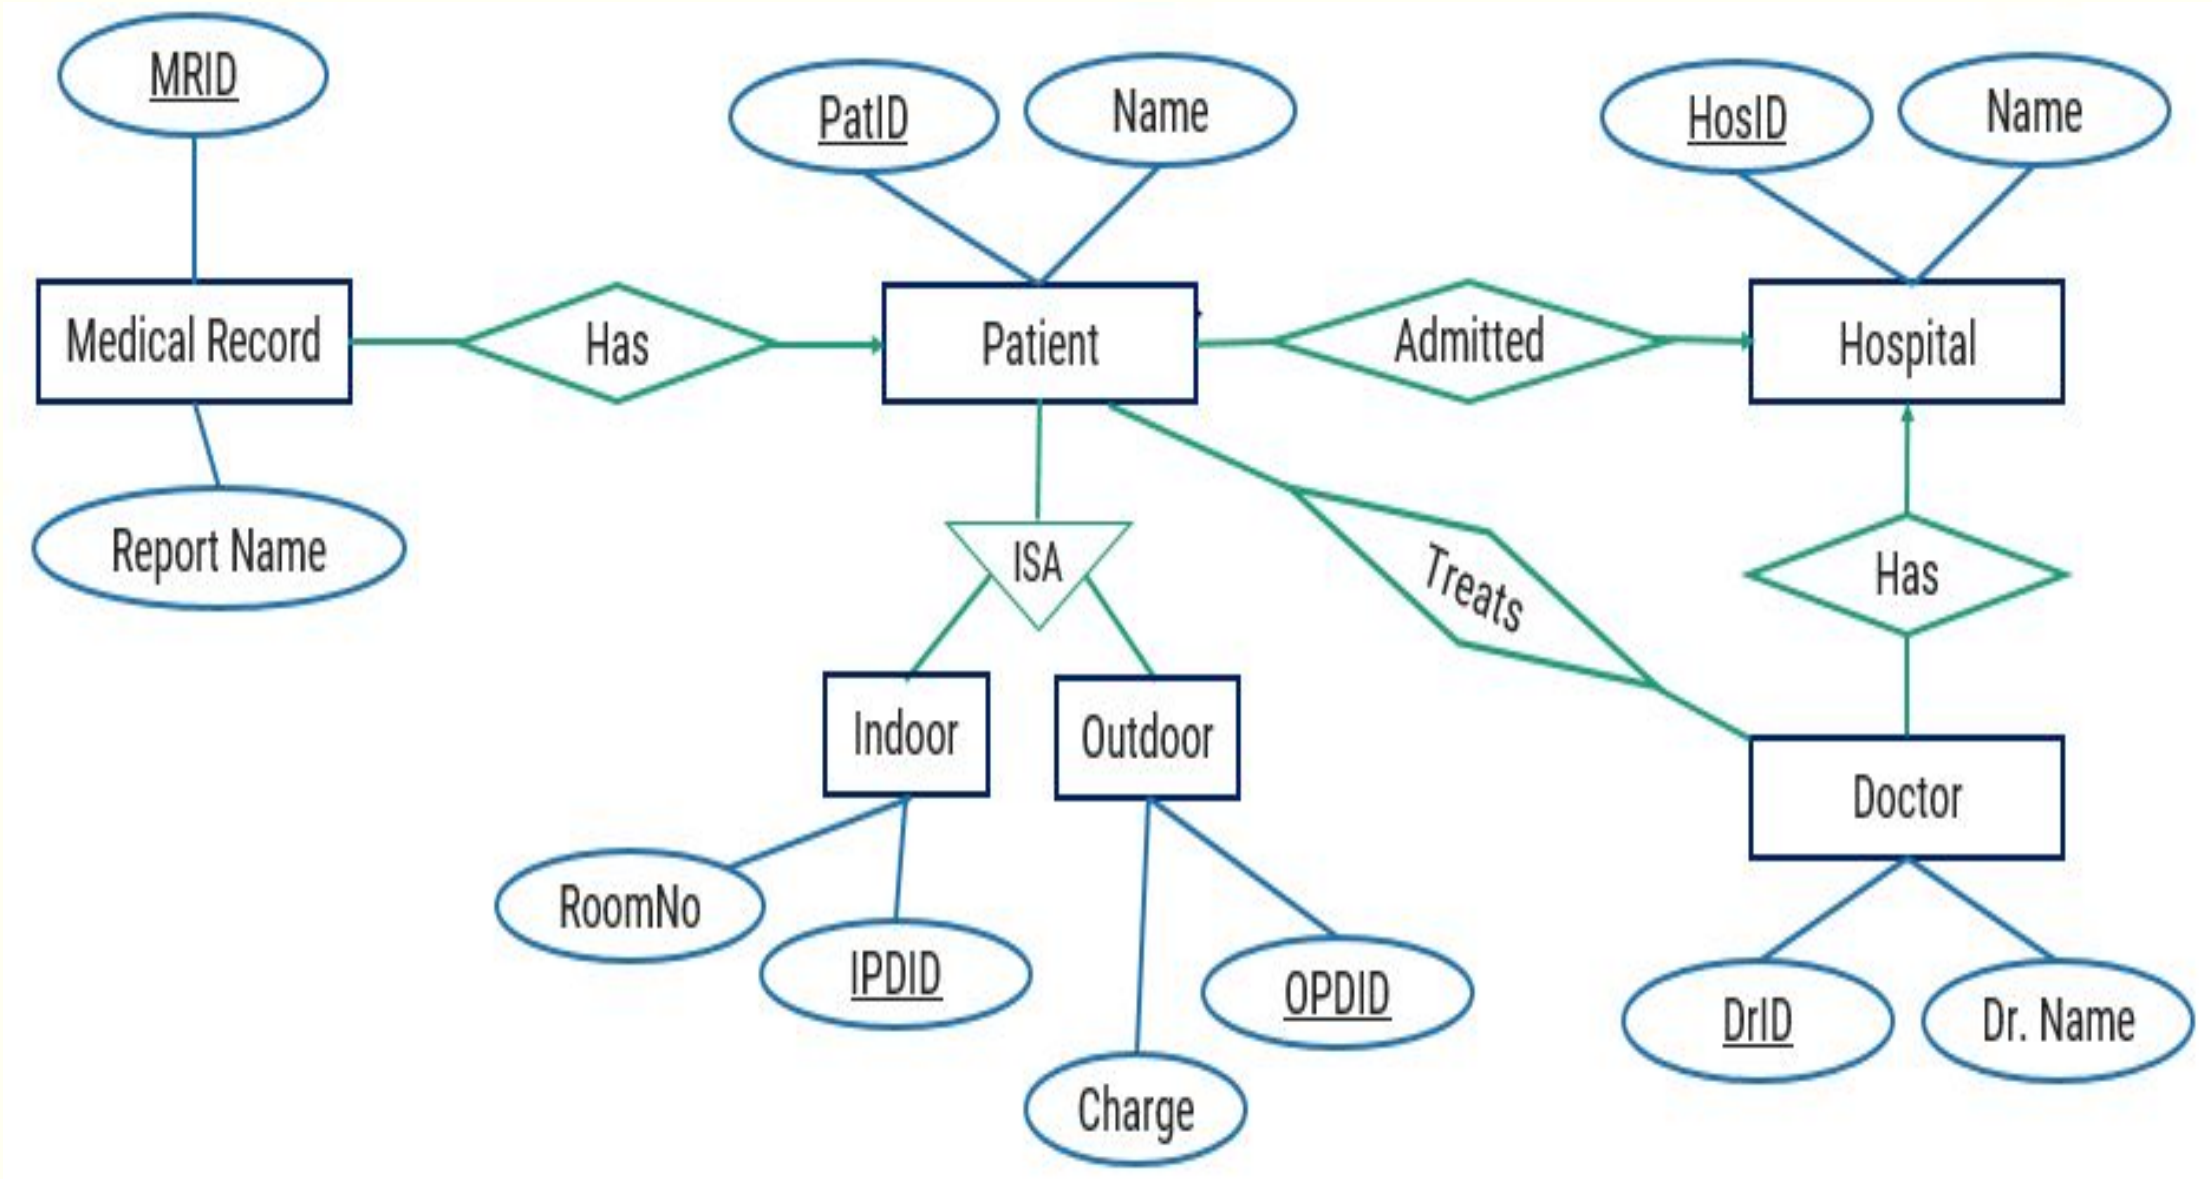 MRID
PatID
Name
HosID
Name
Medical Record
Has
Patient
Admitted
Hospital
Report Name
ISA
Treats
Has
Indoor
Outdoor
Doctor
RoomNo
IPDID
OPDID
DrID
Dr. Name
Charge